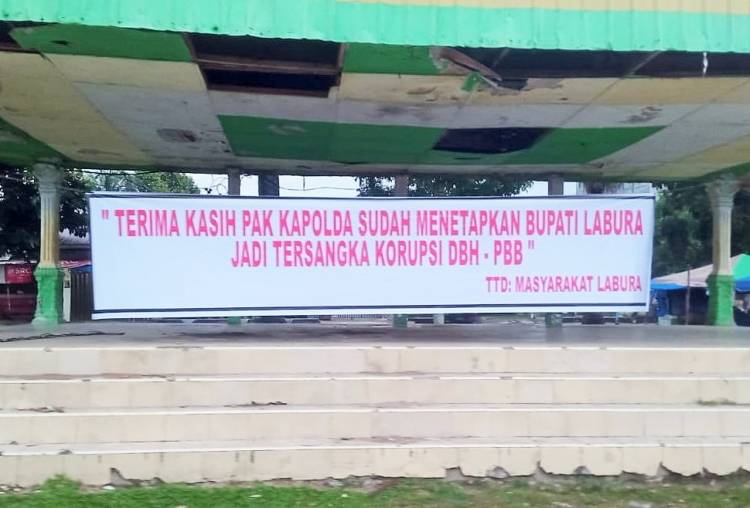 " TERIMA KASIH PAK KAPOLDA SUDAH MENETAPKAN BUPATI LABURA
JADI TERSANGKA KORUPSI DBH - PBB "
TTD: MASYARAKAT LABURA